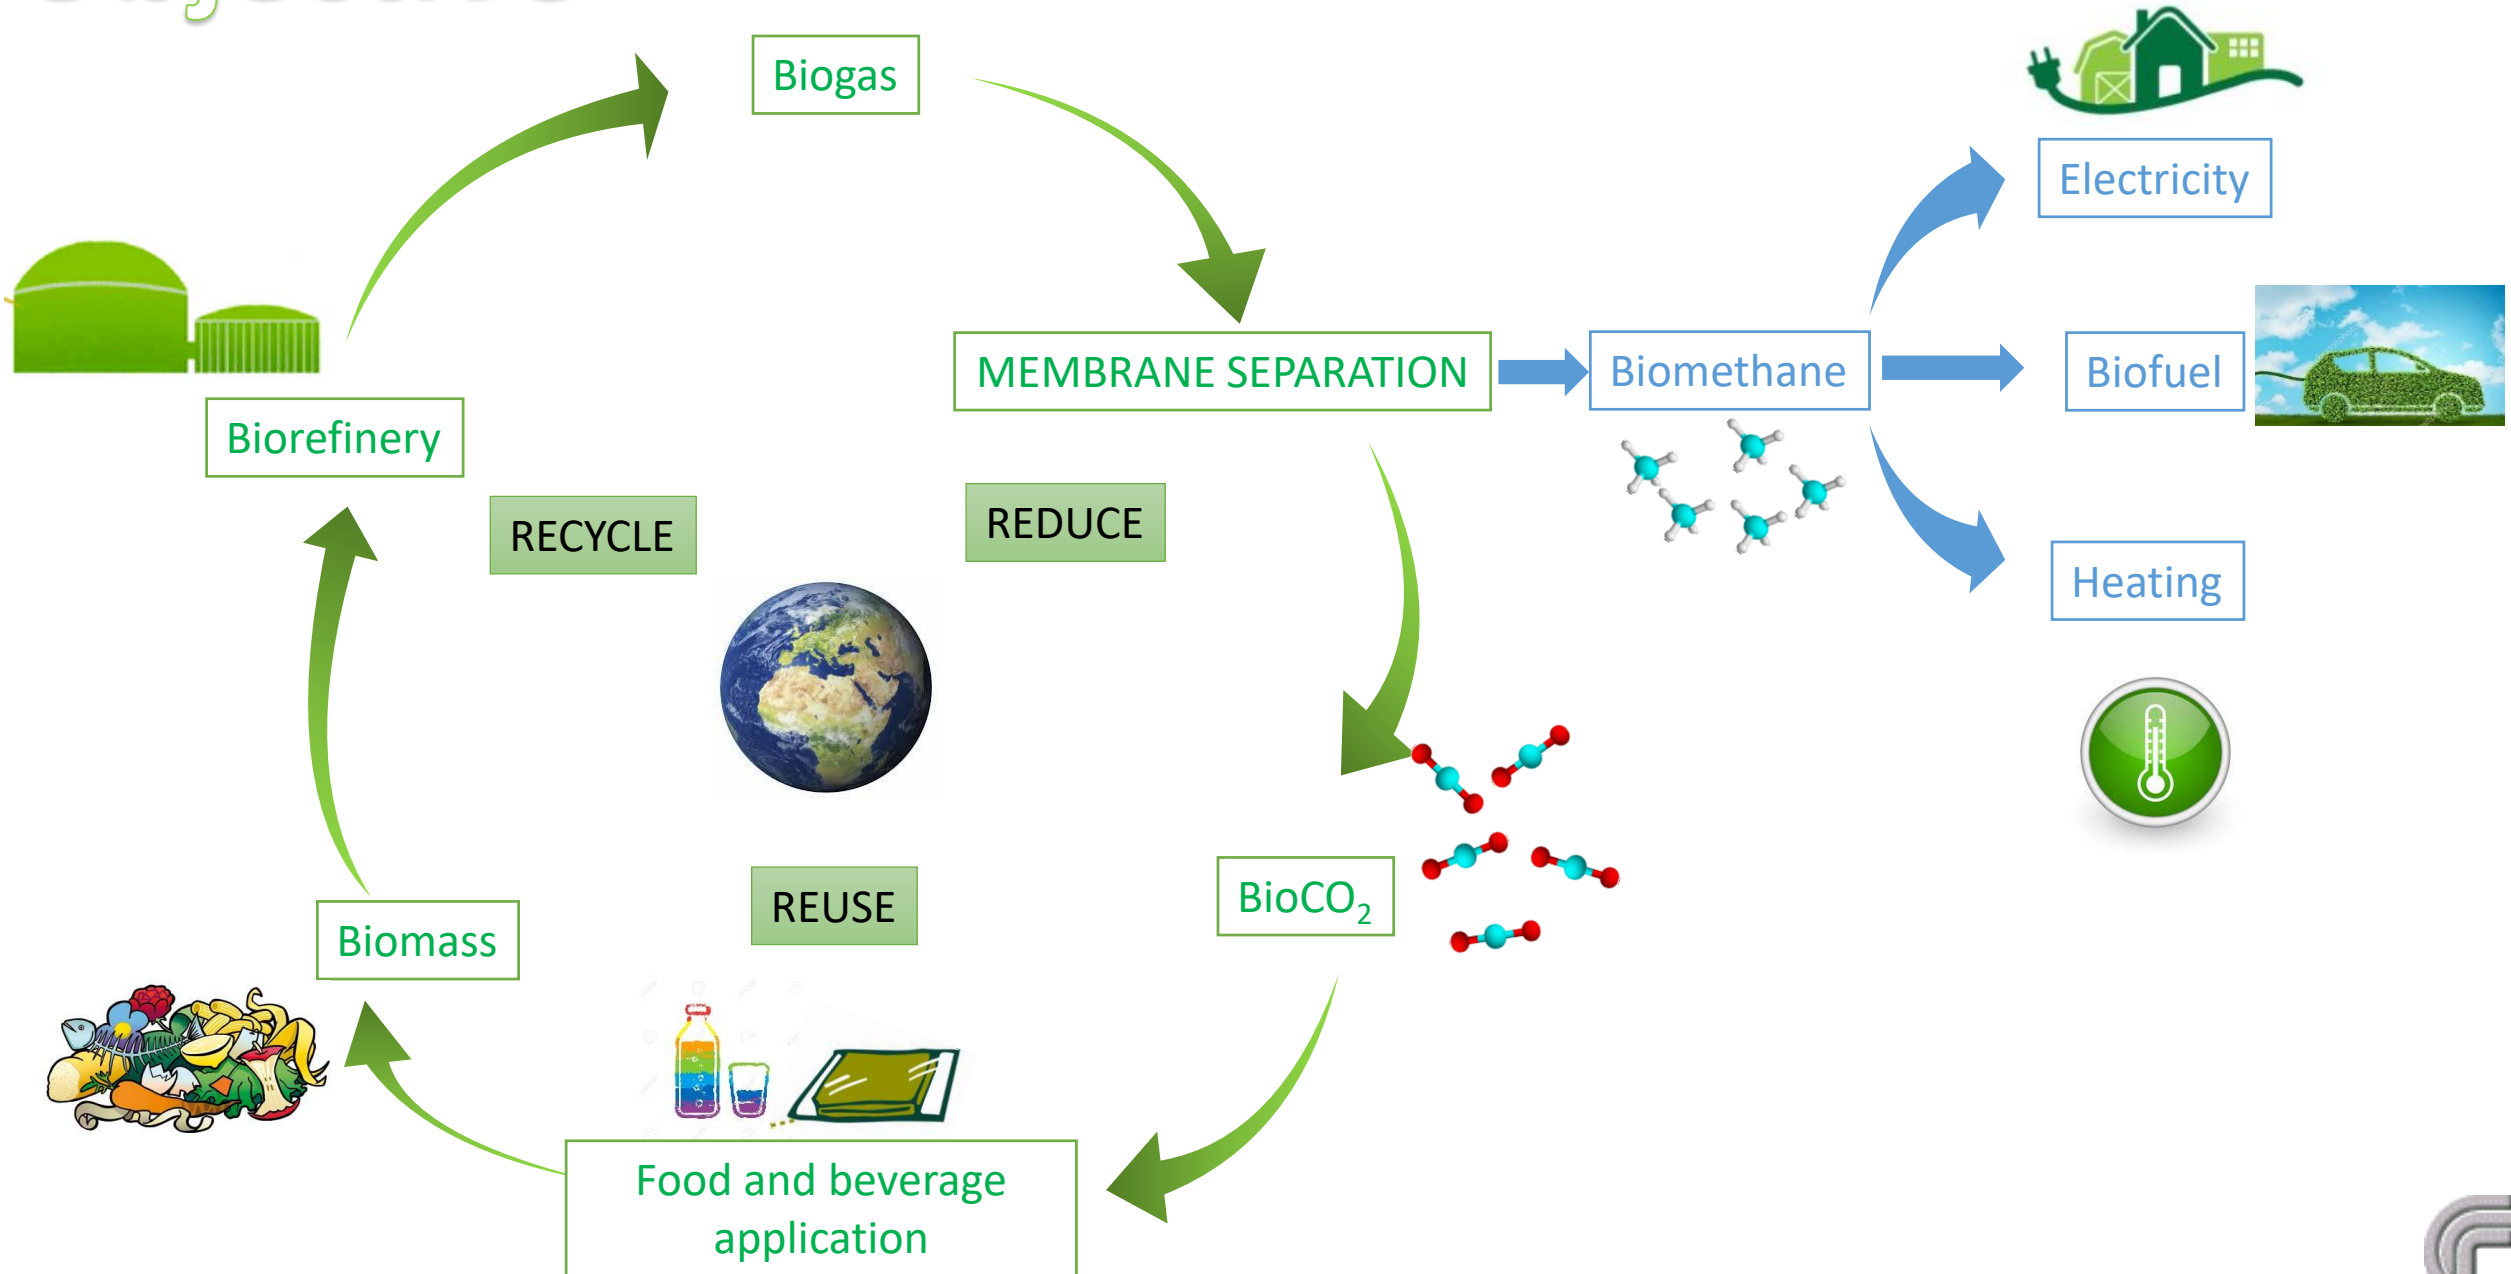 Biogas
Electricity
MEMBRANE SEPARATION
Biomethane
Biofuel
Biorefinery
RECYCLE
REDUCE
Heating
REUSE
BioCO₂
Biomass
Food and beverage
application